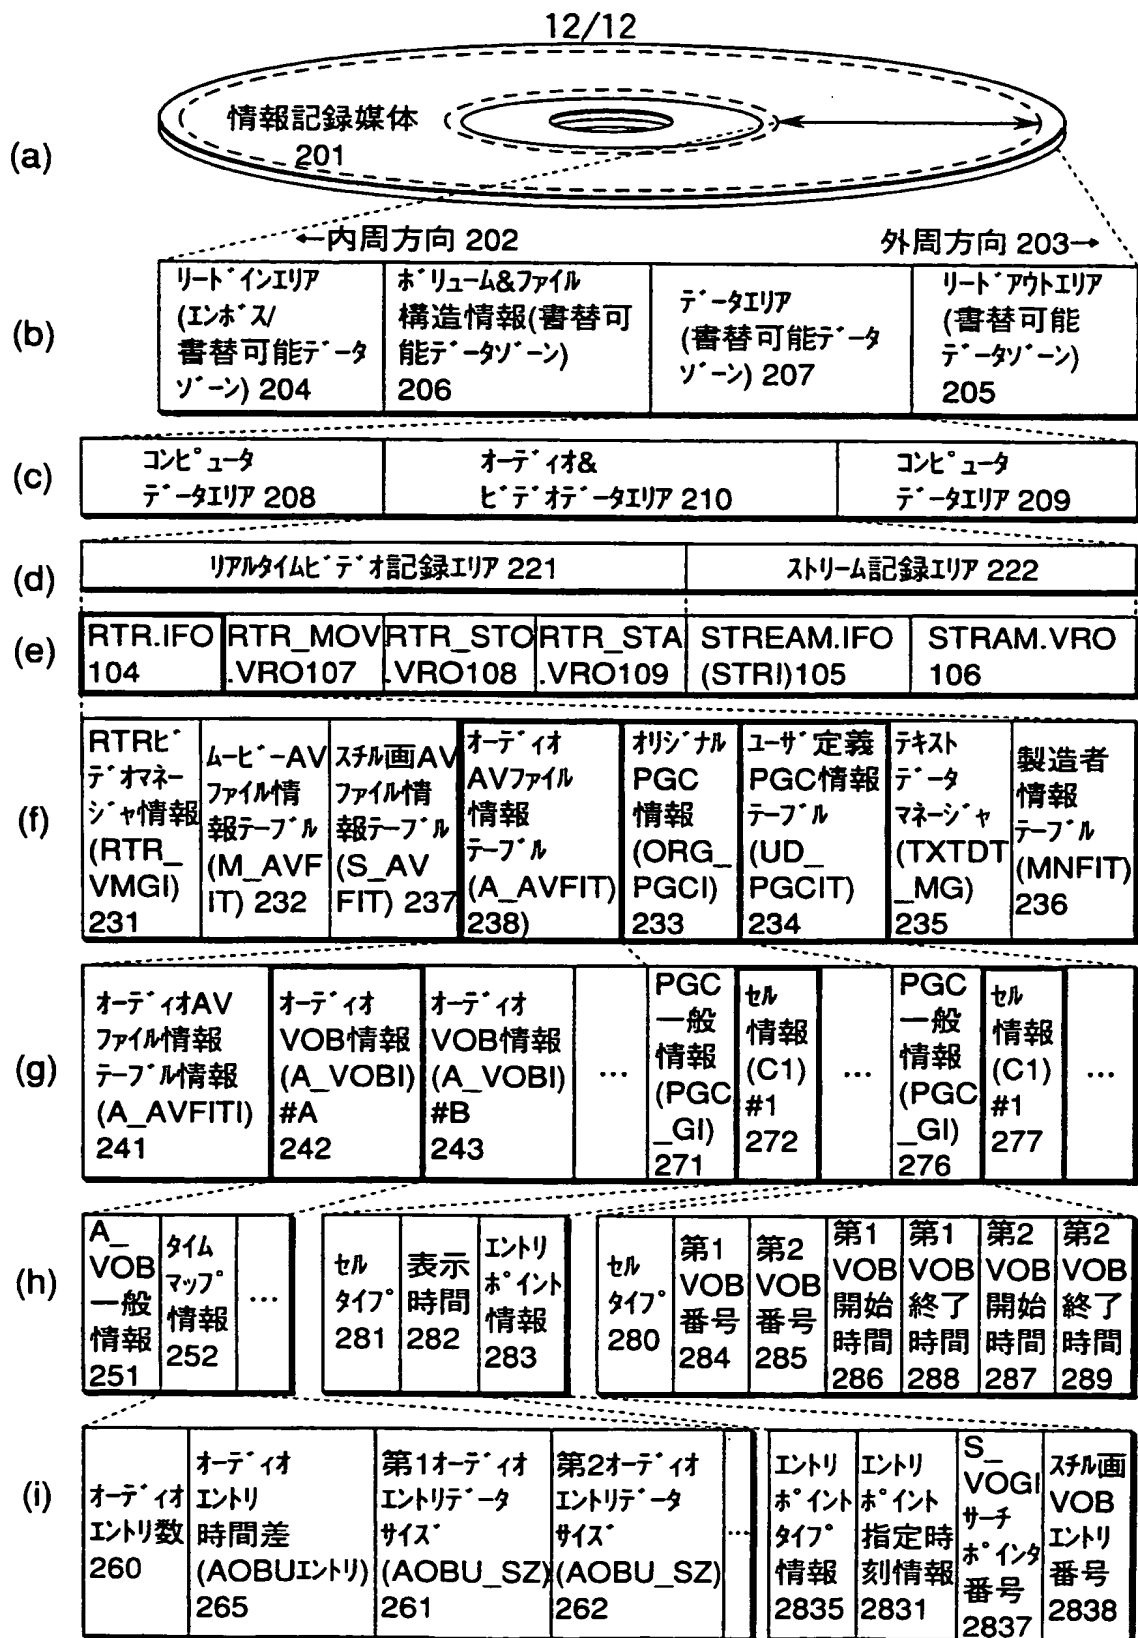 12/12
(a)
情報記録媒体
201
←内周方向 202
外周方向 203→
(b)
リードインエリア
(エンボス/
書替可能データ
ゾーン) 204
ボリューム&ファイル
構造情報(書替可
能データゾーン)
206
データエリア
(書替可能データ
ゾーン) 207
リードアウトエリア
(書替可能
データゾーン)
205
(c)
コンピュータ
データエリア 208
オーディオ&
ビデオデータエリア 210
コンピュータ
データエリア 209
(d)
リアルタイムビデオ記録エリア 221
ストリーム記録エリア 222
(e)
RTR.IFO
104
RTR_MOV
.VRO107
RTR_STO
.VRO108
RTR_STA
.VRO109
STREAM.IFO
(STRI)105
STRAM.VRO
106
(f)
RTRビ
デオマネー
ジャ情報
(RTR_
VMGI)
231
ムービーAV
ファイル情
報テーブル
(M_AVF
IT) 232
スチル画AV
ファイル情
報テーブル
(S_AV
FIT) 237
オーディオ
AVファイル
情報
テーブル
(A_AVFIT)
238)
オリジナル
PGC
情報
(ORG_
PGCI)
233
ユーザ定義
PGC情報
テーブル
(UD_
PGCIT)
234
テキスト
データ
マネージャ
(TXTDT
_MG)
235
製造者
情報
テーブル
(MNFIT)
236
(g)
オーディオAV
ファイル情報
テーブル情報
(A_AVFITI)
241
オーディオ
VOB情報
(A_VOBI)
#A
242
オーディオ
VOB情報
(A_VOBI)
#B
243
…
PGC
一般
情報
(PGC
_GI)
271
セル
情報
(C1)
#1
272
…
PGC
一般
情報
(PGC
_GI)
276
セル
情報
(C1)
#1
277
…
(h)
A_
VOB
一般
情報
251
タイム
マップ
情報
252
…
セル
タイプ
281
表示
時間
282
エントリ
ポイント
情報
283
セル
タイプ
280
第1
VOB
番号
284
第2
VOB
番号
285
第1
VOB
開始
時間
286
第1
VOB
終了
時間
288
第2
VOB
開始
時間
287
第2
VOB
終了
時間
289
(i)
オーディオ
エントリ数
260
オーディオ
エントリ
時間差
(AOBUエントリ)
265
第1オーディオ
エントリデータ
サイズ
(AOBU_SZ)
261
第2オーディオ
エントリデータ
サイズ
(AOBU_SZ)
262
…
エントリ
ポイント
タイプ
情報
2835
エントリ
ポイント
指定時
刻情報
2831
S_
VOGI
サーチ
ポインタ
番号
2837
スチル画
VOB
エントリ
番号
2838